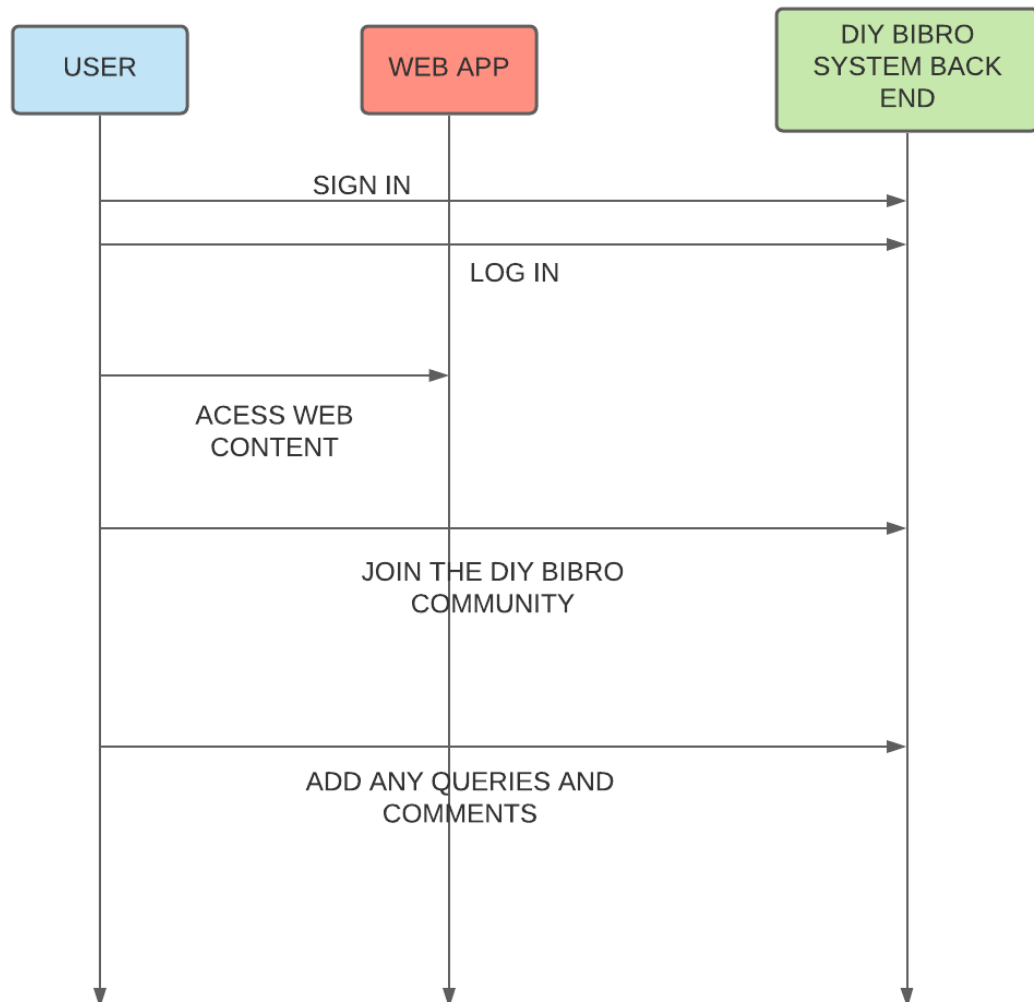 USER
WEB APP
DIY BIBRO
SYSTEM BACK
END
SIGN IN
LOG IN
ACESS WEB
CONTENT
JOIN THE DIY BIBRO
COMMUNITY
ADD ANY QUERIES AND
COMMENTS